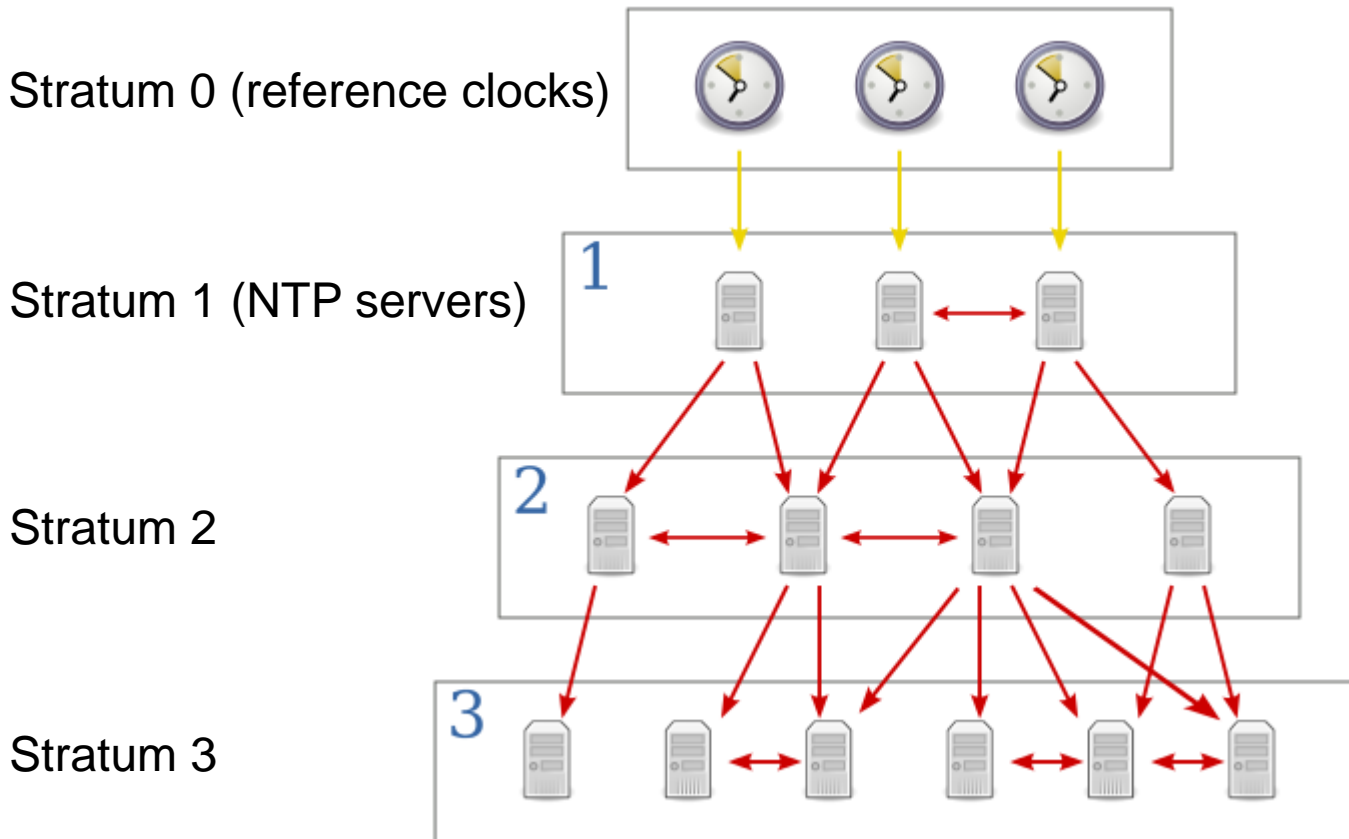 Stratum 0 (reference clocks)
1
Stratum 1 (NTP servers)
2
Stratum 2
3
Stratum 3